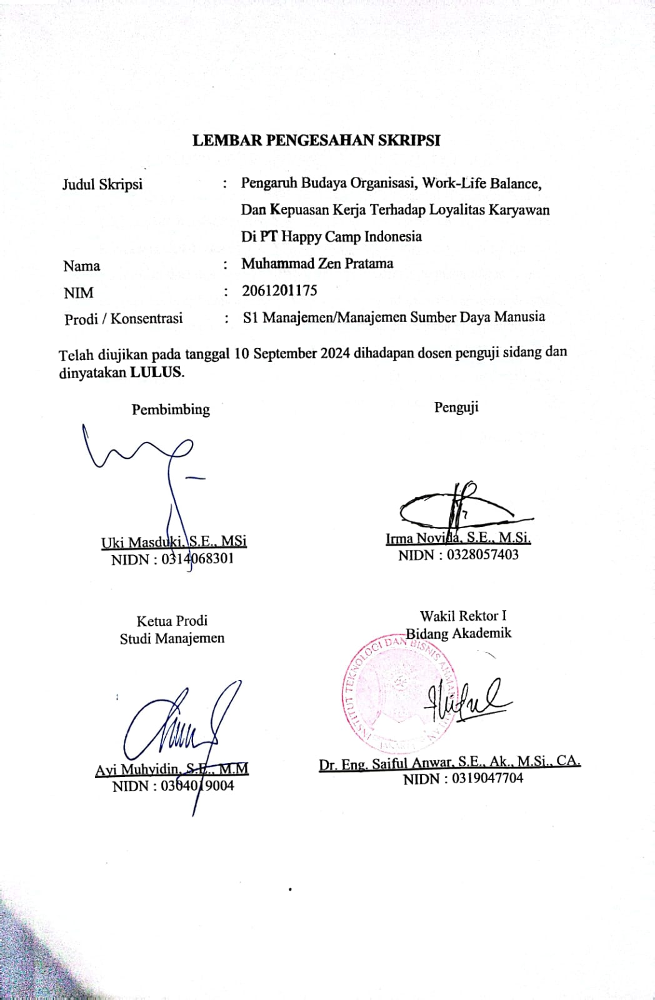 LEMBAR PENGESAHAN SKRIPSI
Judul Skripsi : Pengaruh Budaya Organisasi, Work-Life Balance,
Dan Kepuasan Kerja Terhadap Loyalitas Karyawan
Di PT Happy Camp Indonesia
Nama : Muhammad Zen Pratama
NIM : 2061201175
Prodi / Konsentrasi : S1 Manajemen/Manajemen Sumber Daya Manusia
Telah diujikan pada tanggal 10 September 2024 dihadapan dosen penguji sidang dan
dinyatakan LULUS.
Pembimbing
Uki Masduki, S.E., MSi
NIDN : 0314068301
Penguji
Irma Novida, S.E., M.Si.
NIDN : 0328057403
Ketua Prodi
Studi Manajemen
Ayi Muhyidin, S.E., M.M
NIDN : 0304019004
Wakil Rektor I
Bidang Akademik
INSTITUT TEKNOLOGI DAN BISNIS
JAKARTA
Dr. Eng. Saiful Anwar, S.E., Ak., M.Si., CA.
NIDN : 0319047704